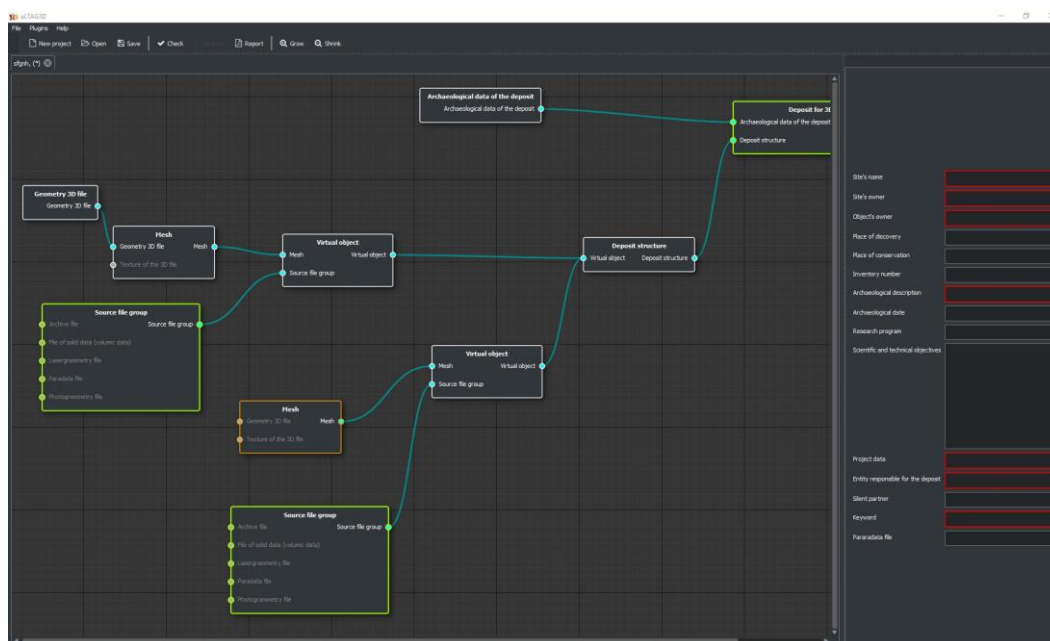 aLTAG3D
File Plugins Help
New project Open Save Check Report Grow Shrink
sfgnh, (*)
Archaeological data of the deposit
Archaeological data of the deposit
Deposit for 3D
Archaeological data of the deposit
Deposit structure
Geometry 3D file
Geometry 3D file
Mesh
Geometry 3D file Mesh
Texture of the 3D file
Virtual object
Mesh Virtual object
Source file group
Deposit structure
Virtual object Deposit structure
Source file group
Archive file Source file group
File of solid data (volumic data)
Lasergrammetry file
Paradata file
Photogrammetry file
Virtual object
Mesh Virtual object
Source file group
Mesh
Geometry 3D file Mesh
Texture of the 3D file
Source file group
Archive file Source file group
File of solid data (volumic data)
Lasergrammetry file
Paradata file
Photogrammetry file
Site's name
Site's owner
Object's owner
Place of discovery
Place of conservation
Inventory number
Archaeological description
Archaeological date
Research program
Scientific and technical objectives
Project data
Entity responsible for the deposit
Silent partner
Keyword
Pararadata file